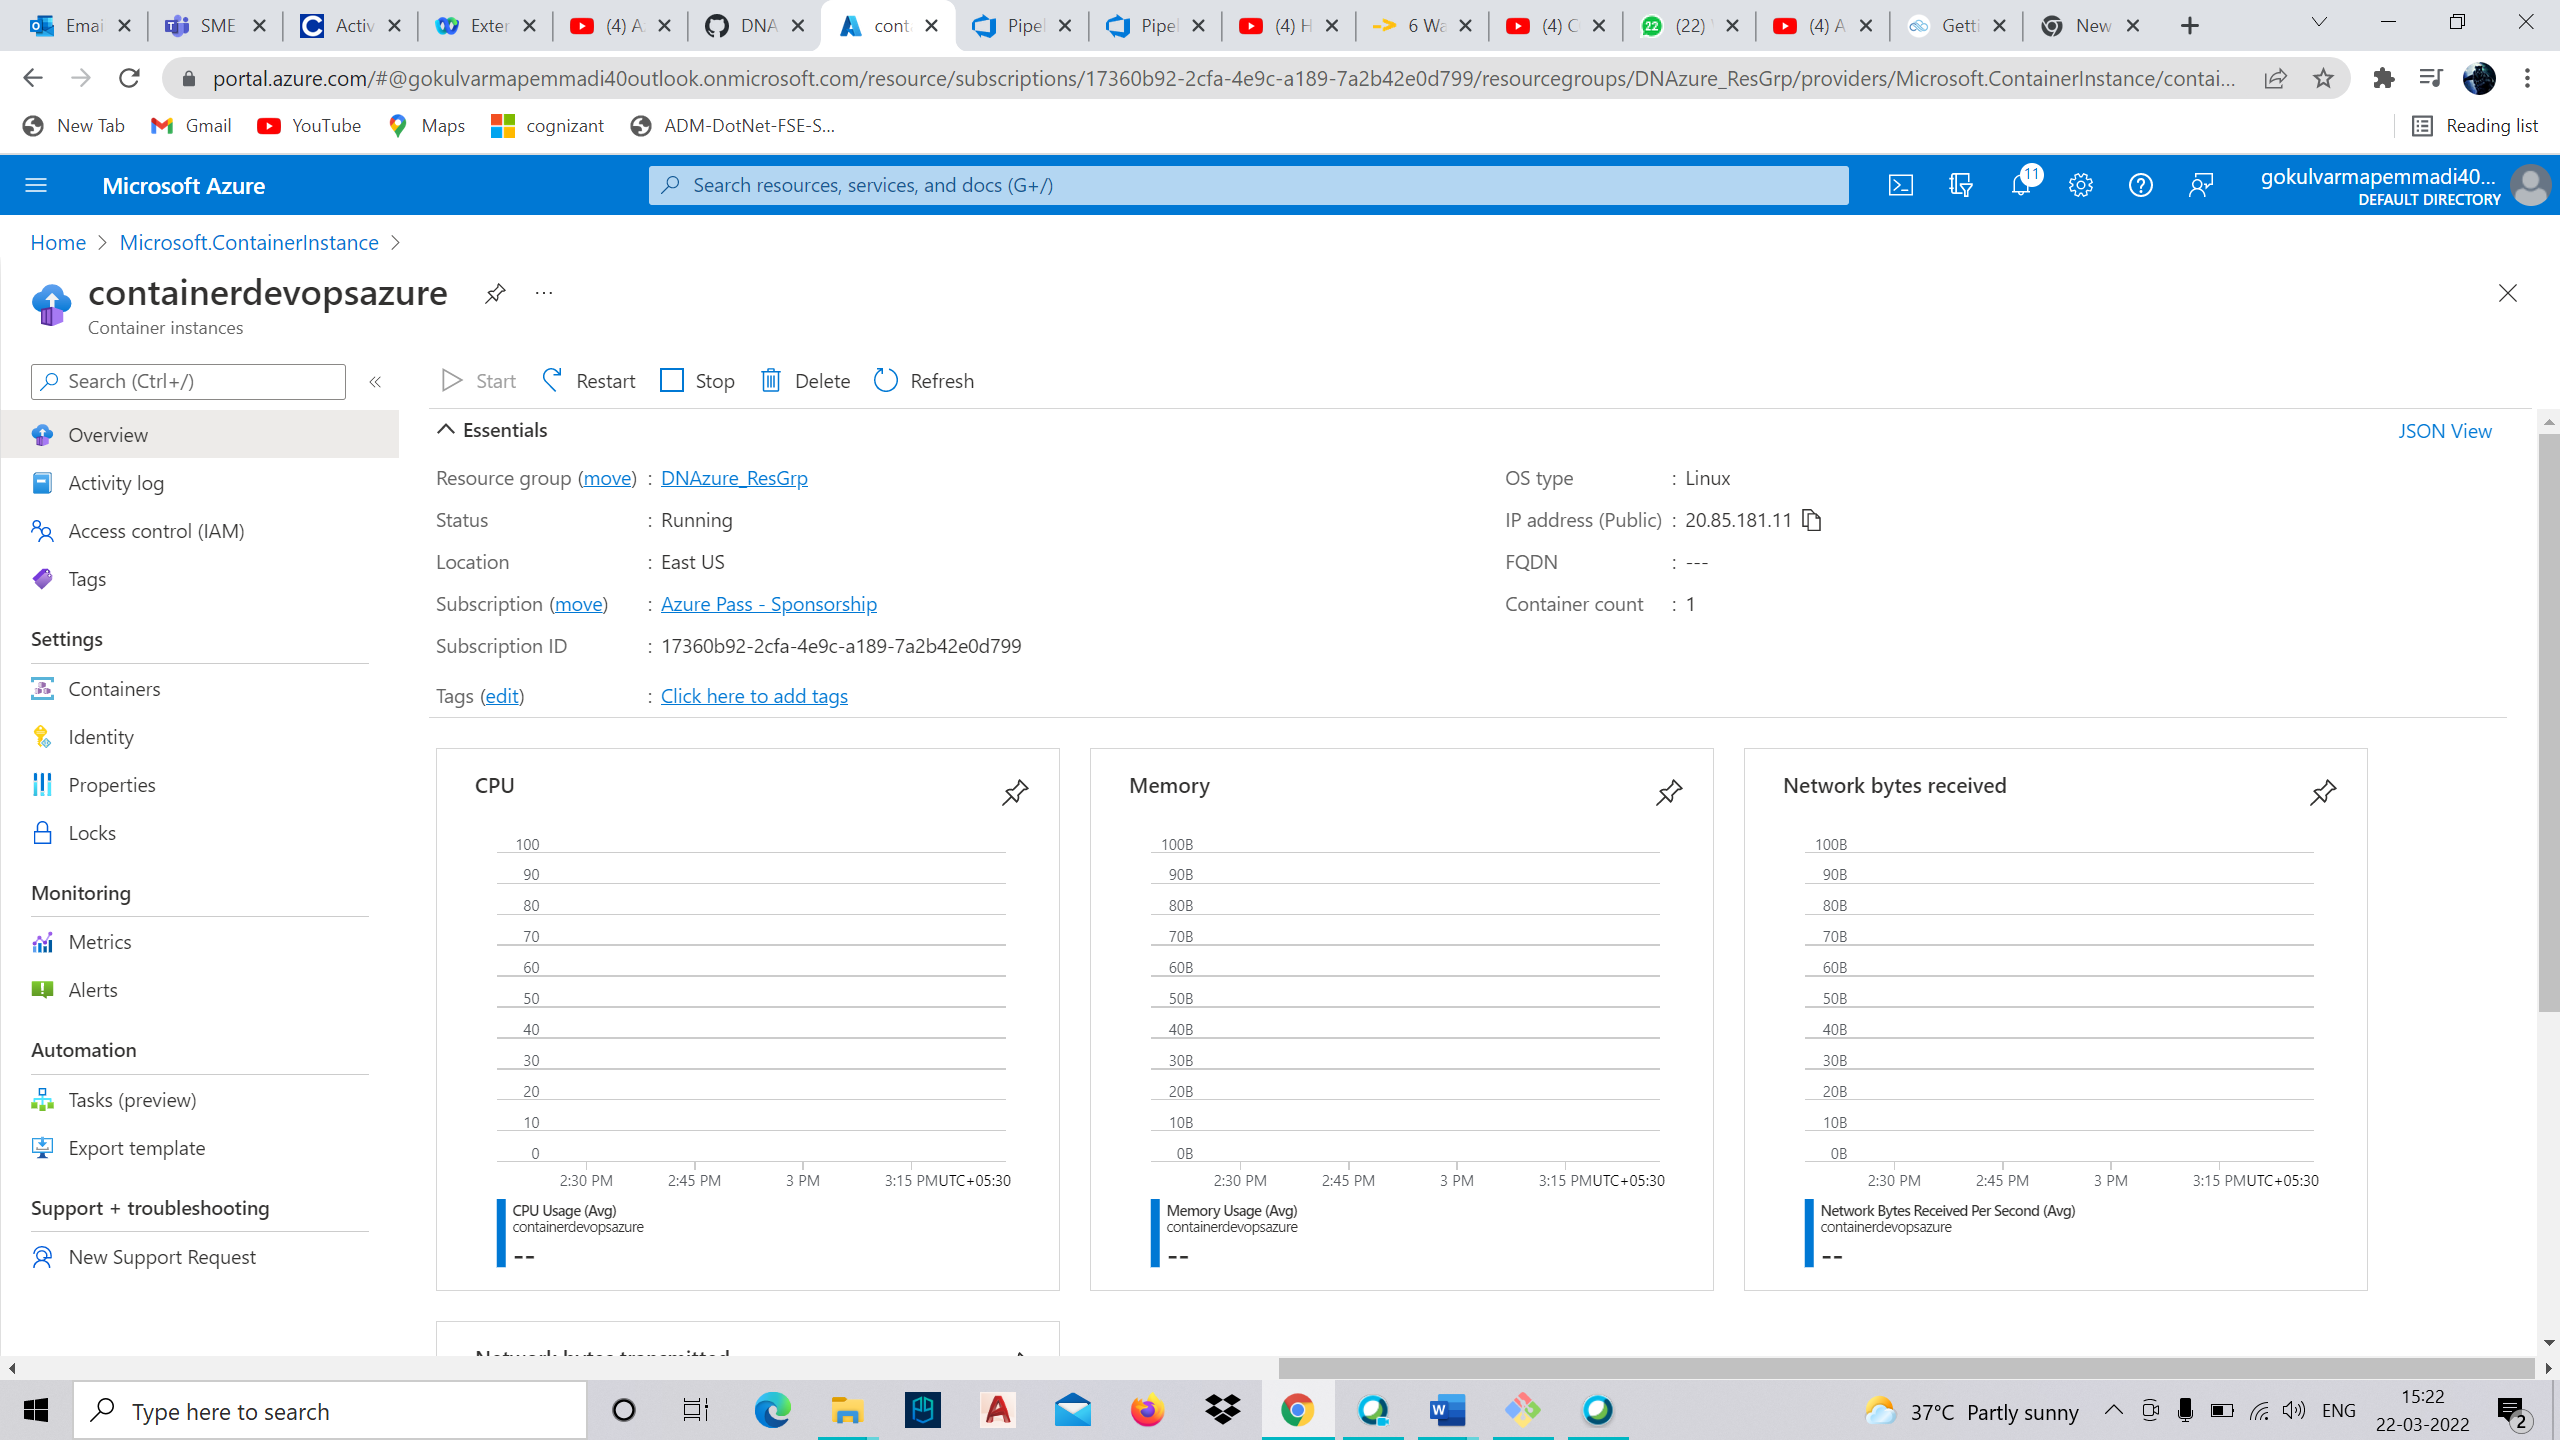 Emai
SME
Activ
Exter
(4) A
DNA
cont
Pipel
Pipel
(4) H
6 Wa
(4) C
(22)
(4) A
Getti
New
portal.azure.com/#@gokulvarmapemmadi40outlook.onmicrosoft.com/resource/subscriptions/17360b92-2cfa-4e9c-a189-7a2b42e0d799/resourcegroups/DNAzure_ResGrp/providers/Microsoft.ContainerInstance/contai...
New Tab
Gmail
YouTube
Maps
cognizant
ADM-DotNet-FSE-S...
Reading list
Microsoft Azure
Search resources, services, and docs (G+/)
11
gokulvarmapemmadi40...
DEFAULT DIRECTORY
Home > Microsoft.ContainerInstance >
containerdevopsazure
...
Container instances
Search (Ctrl+/)
«
Start
Restart
Stop
Delete
Refresh
Overview
Activity log
Access control (IAM)
Tags
Settings
Containers
Identity
Properties
Locks
Monitoring
Metrics
Alerts
Automation
Tasks (preview)
Export template
Support + troubleshooting
New Support Request
Essentials
JSON View
Resource group (move) : DNAzure_ResGrp
Status : Running
Location : East US
Subscription (move) : Azure Pass - Sponsorship
Subscription ID : 17360b92-2cfa-4e9c-a189-7a2b42e0d799
Tags (edit) : Click here to add tags
OS type : Linux
IP address (Public) : 20.85.181.11
FQDN : ---
Container count : 1
CPU
100
90
80
70
60
50
40
30
20
10
0
2:30 PM 2:45 PM 3 PM 3:15 PM UTC+05:30
CPU Usage (Avg)
containerdevopsazure
--
Memory
100B
90B
80B
70B
60B
50B
40B
30B
20B
10B
0B
2:30 PM 2:45 PM 3 PM 3:15 PM UTC+05:30
Memory Usage (Avg)
containerdevopsazure
--
Network bytes received
100B
90B
80B
70B
60B
50B
40B
30B
20B
10B
0B
2:30 PM 2:45 PM 3 PM 3:15 PM UTC+05:30
Network Bytes Received Per Second (Avg)
containerdevopsazure
--
Network bytes transmitted
Type here to search
37°C Partly sunny
ENG
15:22
22-03-2022
2